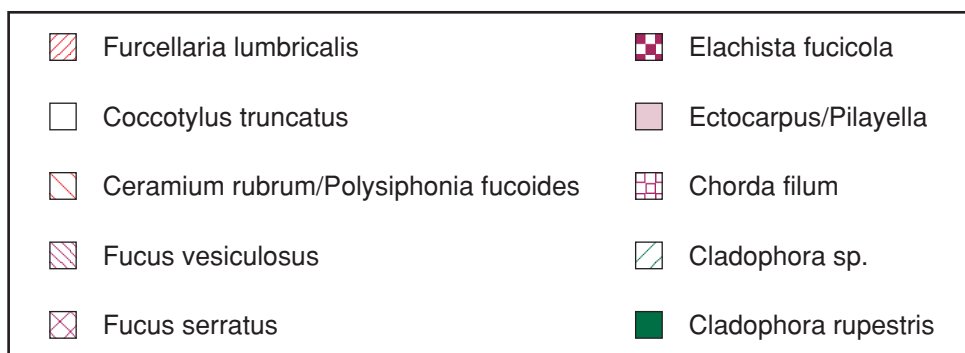 Furcellaria lumbricalis
Coccotylus truncatus
Ceramium rubrum/Polysiphonia fucoides
Fucus vesiculosus
Fucus serratus
Elachista fucicola
Ectocarpus/Pilayella
Chorda filum
Cladophora sp.
Cladophora rupestris